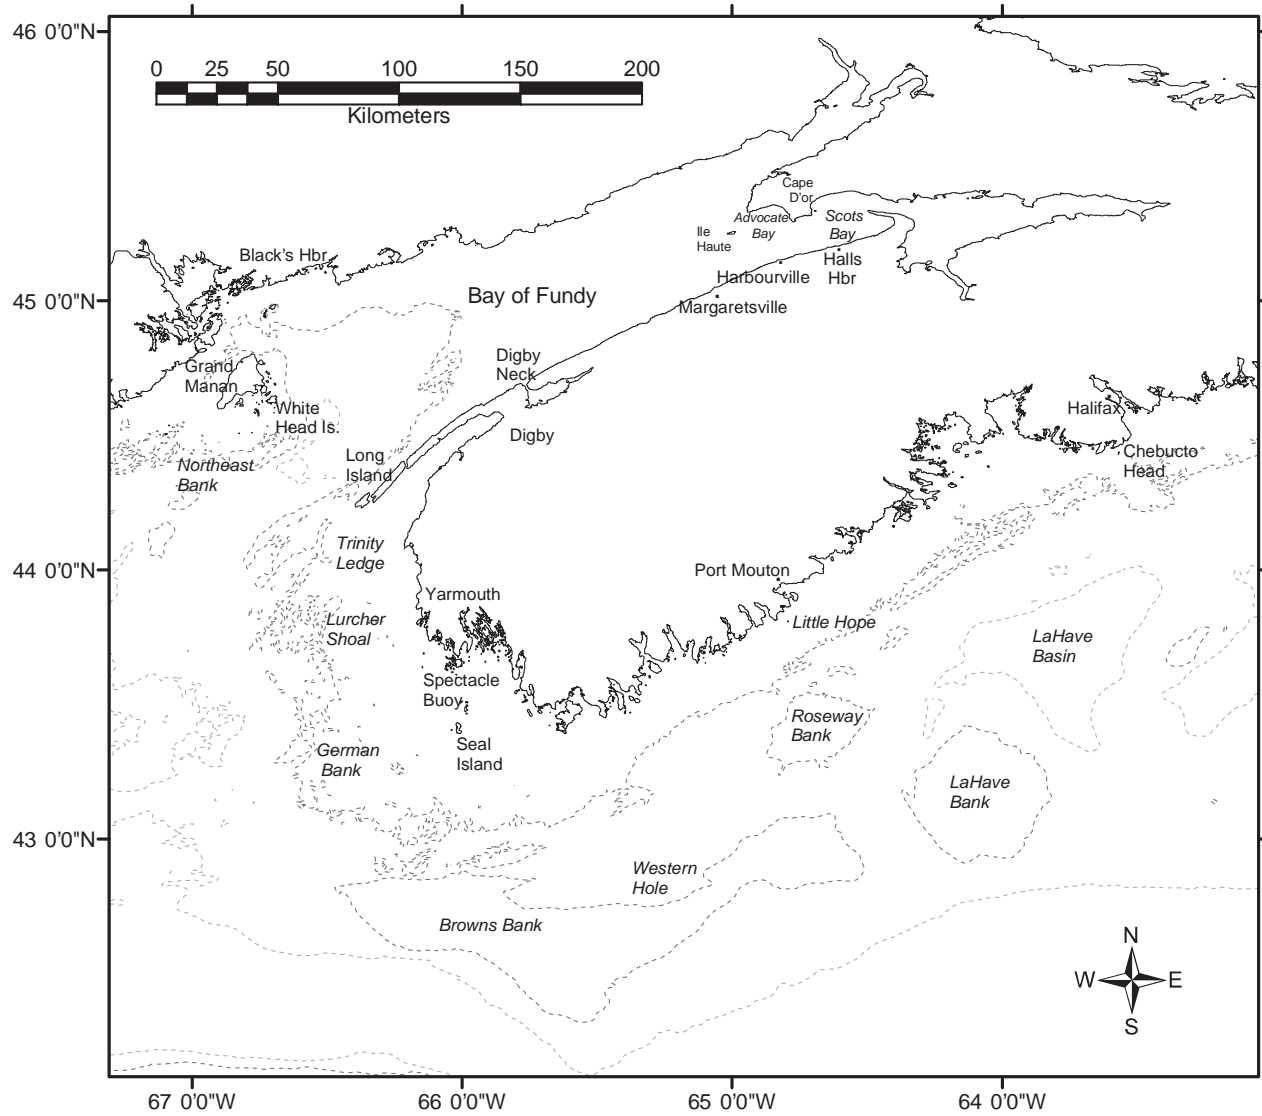 46 0'0"N
0 25 50 100 150 200
Kilometers
Cape
D'or
Advocate
Bay
Scots
Bay
Ile
Haute
Black's Hbr
Halls
Hbr
Harbourville
45 0'0"N
Bay of Fundy
Margaretsville
Digby
Neck
Grand
Manan
White
Head Is.
Halifax
Digby
Long
Island
Chebucto
Head
Northeast
Bank
Trinity
Ledge
44 0'0"N
Port Mouton
Yarmouth
Lurcher
Shoal
Little Hope
LaHave
Basin
Spectacle
Buoy
Roseway
Bank
Seal
Island
German
Bank
LaHave
Bank
43 0'0"N
Western
Hole
Browns Bank
N
W E
S
67 0'0"W 66 0'0"W 65 0'0"W 64 0'0"W